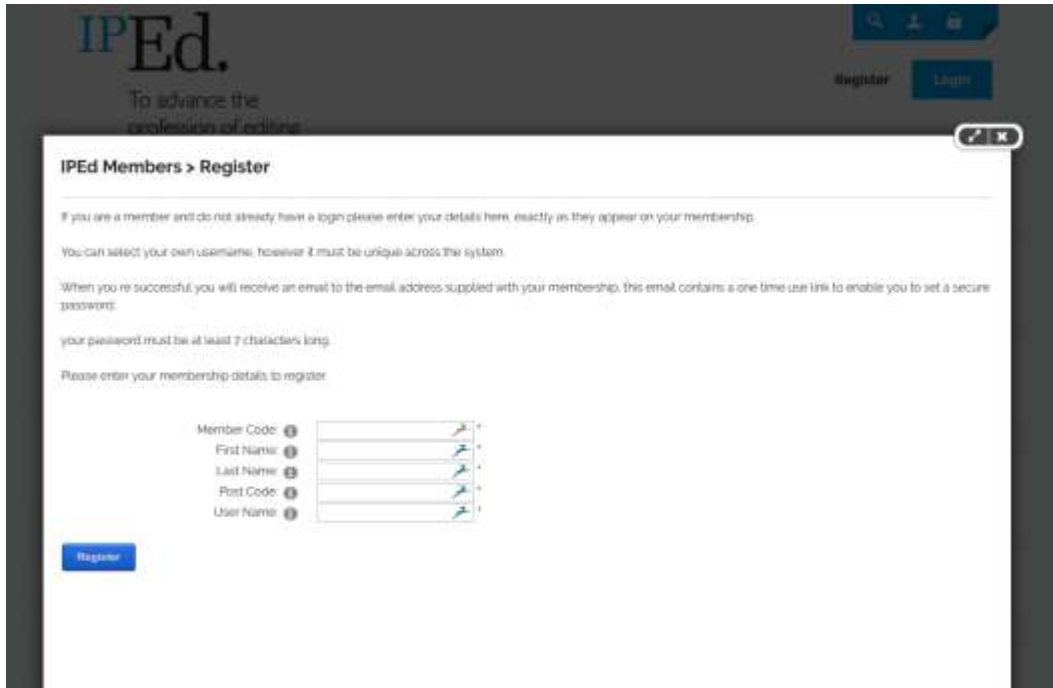 IPEd.
To advance the
profession of editing
Register
Login
IPEd Members > Register
If you are a member and do not already have a login please enter your details here, exactly as they appear on your membership.
You can select your own username, however it must be unique across the system.
When you re successful you will receive an email to the email address supplied with your membership, this email contains a one time use link to enable you to set a secure
password.
your password must be at least 7 characters long.
Please enter your membership details to register
Member Code: *
First Name: *
Last Name: *
Post Code: *
User Name: *
Register